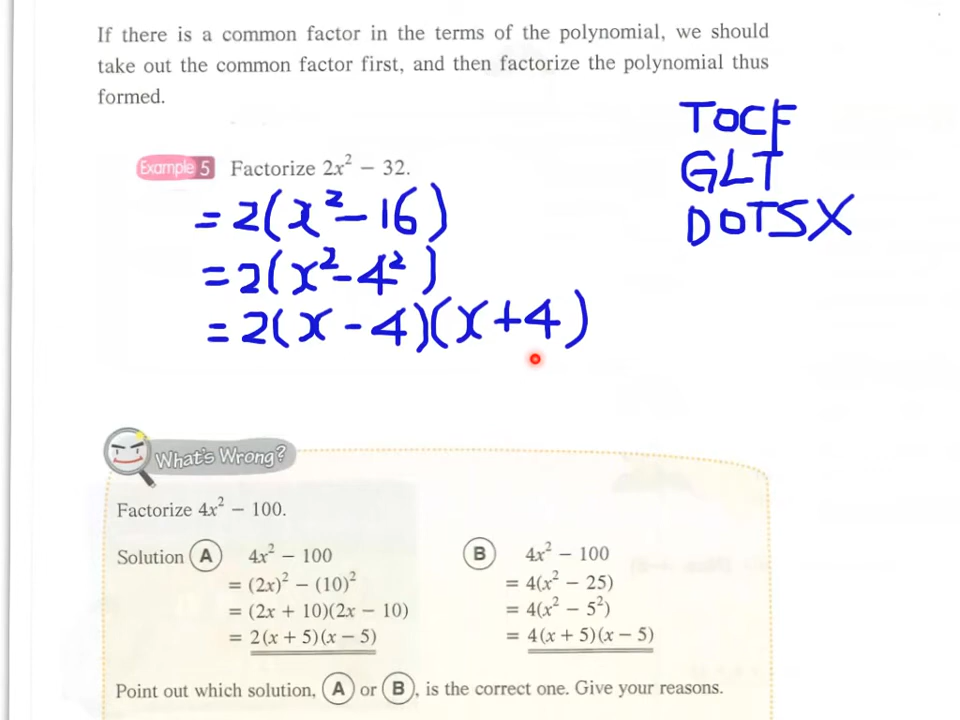 If there is a common factor in the terms of the polynomial, we should
take out the common factor first, and then factorize the polynomial thus
formed.
TOCF
GLT
DOTSX
Example 5 Factorize 2x² − 32.
= 2(x² − 16)
= 2(x² − 4²)
= 2(x − 4)(x + 4)
What's Wrong?
Factorize 4x² − 100.
Solution A 4x² − 100
= (2x)² − (10)²
= (2x + 10)(2x − 10)
= 2(x + 5)(x − 5)
B 4x² − 100
= 4(x² − 25)
= 4(x² − 5²)
= 4(x + 5)(x − 5)
Point out which solution, A or B, is the correct one. Give your reasons.